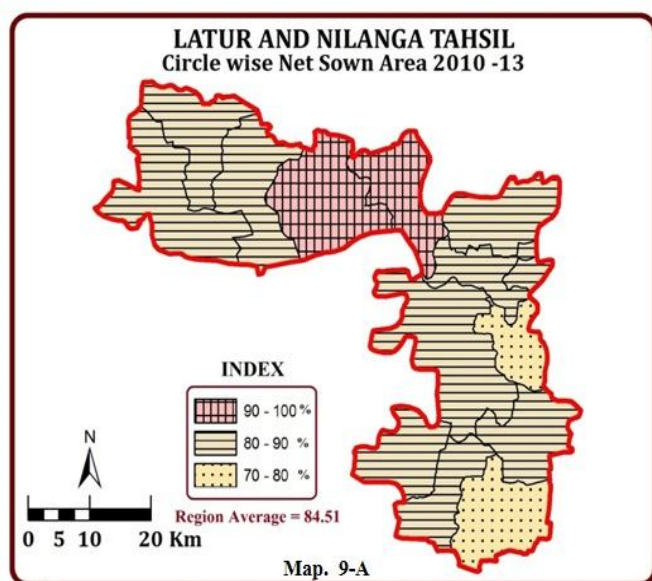 LATUR AND NILANGA TAHSIL
Circle wise Net Sown Area 2010 -13
INDEX
90 - 100 %
80 - 90 %
70 - 80 %
N
Region Average = 84.51
0 5 10 20 Km
Map. 9-A